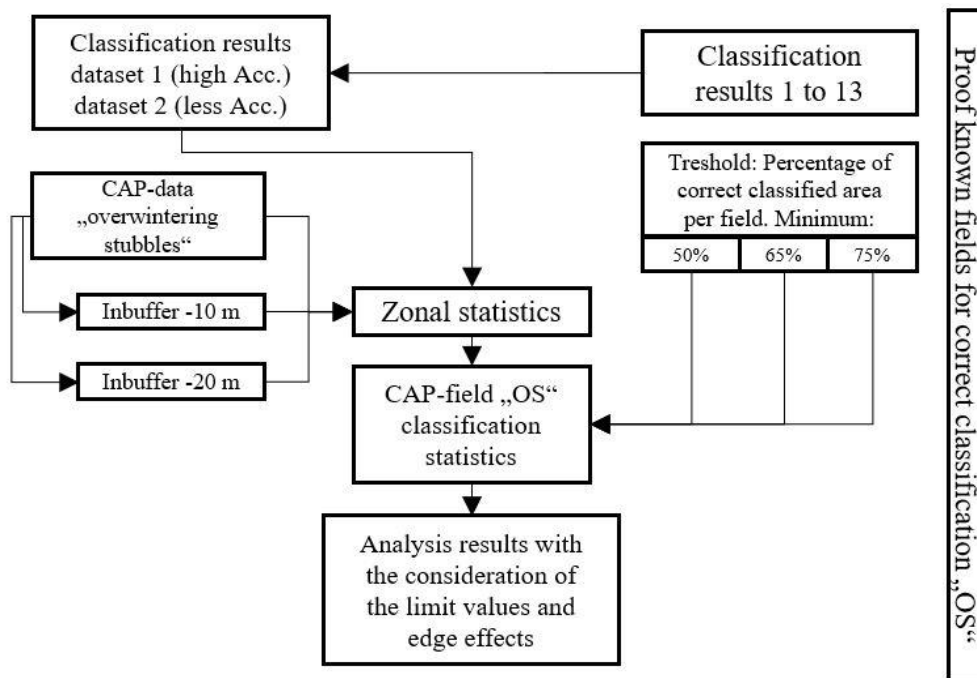 Classification results
dataset 1 (high Acc.)
dataset 2 (less Acc.)
Classification
results 1 to 13
Treshold: Percentage of
correct classified area
per field. Minimum:
50%
65%
75%
CAP-data
„overwintering
stubbles“
Inbuffer -10 m
Inbuffer -20 m
Zonal statistics
CAP-field „OS“
classification
statistics
Analysis results with
the consideration of
the limit values and
edge effects
Proof known fields for correct classification „OS“